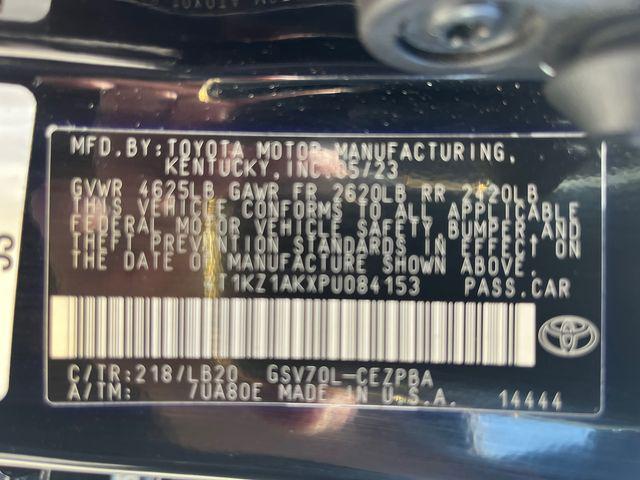 MFD. BY: TOYOTA MOTOR MANUFACTURING,
KENTUCKY, INC. 05/23
GVWR 4625LB GAWR FR 2620LB RR 2120LB
THIS VEHICLE CONFORMS TO ALL APPLICABLE
FEDERAL MOTOR VEHICLE SAFETY, BUMPER, AND
THEFT PREVENTION STANDARDS IN EFFECT ON
THE DATE OF MANUFACTURE SHOWN ABOVE.
T1KZ1AKXPU084153 PASS. CAR
C/TR: 218/LB20 GSV70L-CEZPBA
A/TM: 7UA80E MADE IN U.S.A. 14444